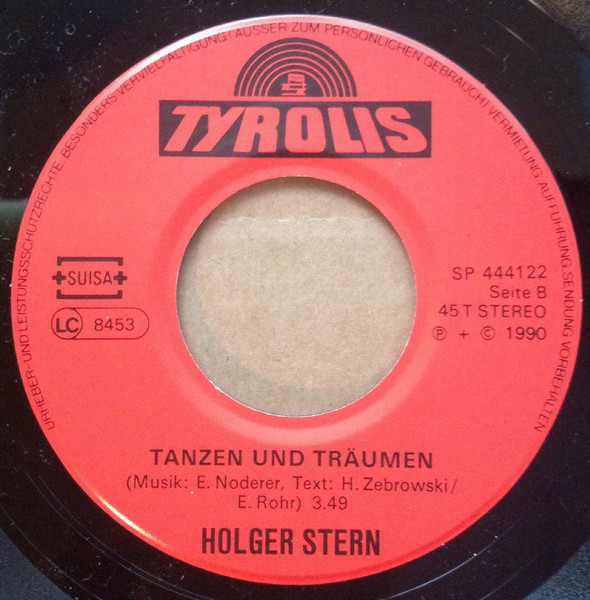 URHEBER- UND LEISTUNGSSCHUTZRECHTE BESONDERS VERVIELFÄLTIGUNG (AUSSER ZUM PERSÖNLICHEN GEBRAUCH) VERMIETUNG AUFFÜHRUNG, SENDUNG VORBEHALTEN
TYROLIS
SUISA
LC 8453
SP 444122
Seite B
45 T STEREO
Ⓟ + © 1990
TANZEN UND TRÄUMEN
(Musik: E. Noderer, Text: H. Zebrowski/
E. Rohr) 3.49
HOLGER STERN